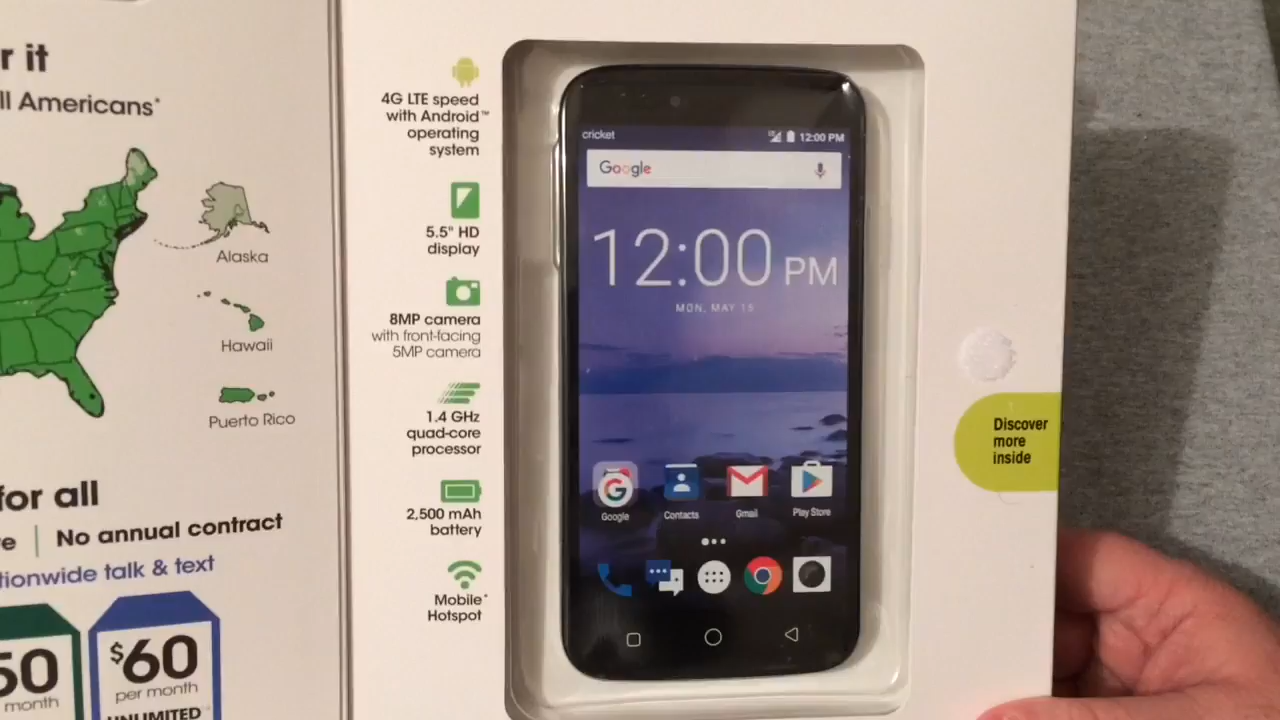 r it
ll Americans*
Alaska
Hawaii
Puerto Rico
for all
e | No annual contract
tionwide talk & text
50
month
$60
per month
UNLIMITED
4G LTE speed
with Android™
operating
system
5.5" HD
display
8MP camera
with front-facing
5MP camera
1.4 GHz
quad-core
processor
2,500 mAh
battery
Mobile*
Hotspot
cricket
LTE
12:00 PM
Google
12:00 PM
MON, MAY 16
Google
Contacts
Gmail
Play Store
Discover
more
inside